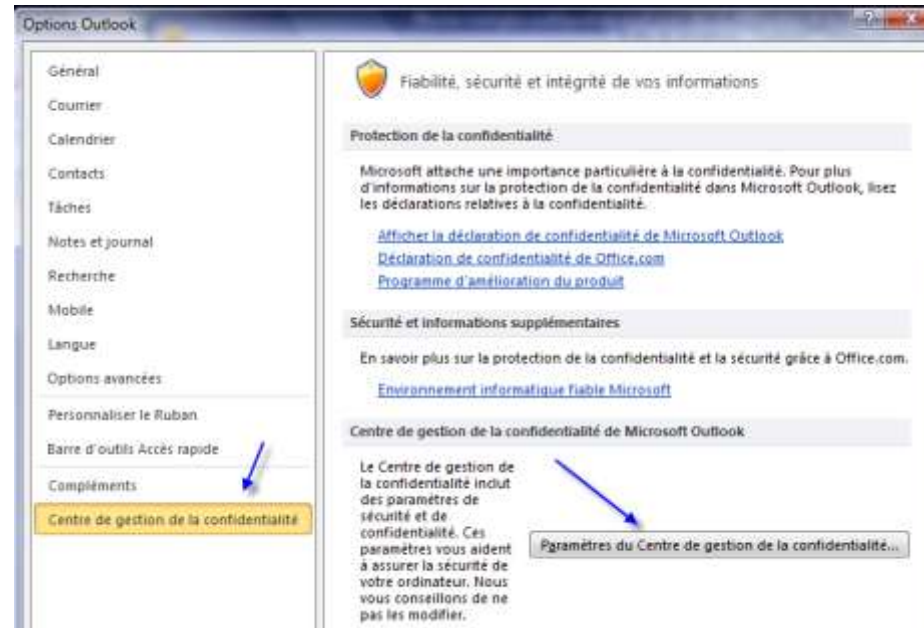 Options Outlook
Général
Courrier
Calendrier
Contacts
Tâches
Notes et journal
Recherche
Mobile
Langue
Options avancées
Personnaliser le Ruban
Barre d'outils Accès rapide
Compléments
Centre de gestion de la confidentialité
Fiabilité, sécurité et intégrité de vos informations
Protection de la confidentialité
Microsoft attache une importance particulière à la confidentialité. Pour plus
d'informations sur la protection de la confidentialité dans Microsoft Outlook, lisez
les déclarations relatives à la confidentialité.
Afficher la déclaration de confidentialité de Microsoft Outlook
Déclaration de confidentialité de Office.com
Programme d'amélioration du produit
Sécurité et informations supplémentaires
En savoir plus sur la protection de la confidentialité et la sécurité grâce à Office.com.
Environnement informatique fiable Microsoft
Centre de gestion de la confidentialité de Microsoft Outlook
Le Centre de gestion de
la confidentialité inclut
des paramètres de
sécurité et de
confidentialité. Ces
paramètres vous aident
à assurer la sécurité de
votre ordinateur. Nous
vous conseillons de ne
pas les modifier.
Paramètres du Centre de gestion de la confidentialité...